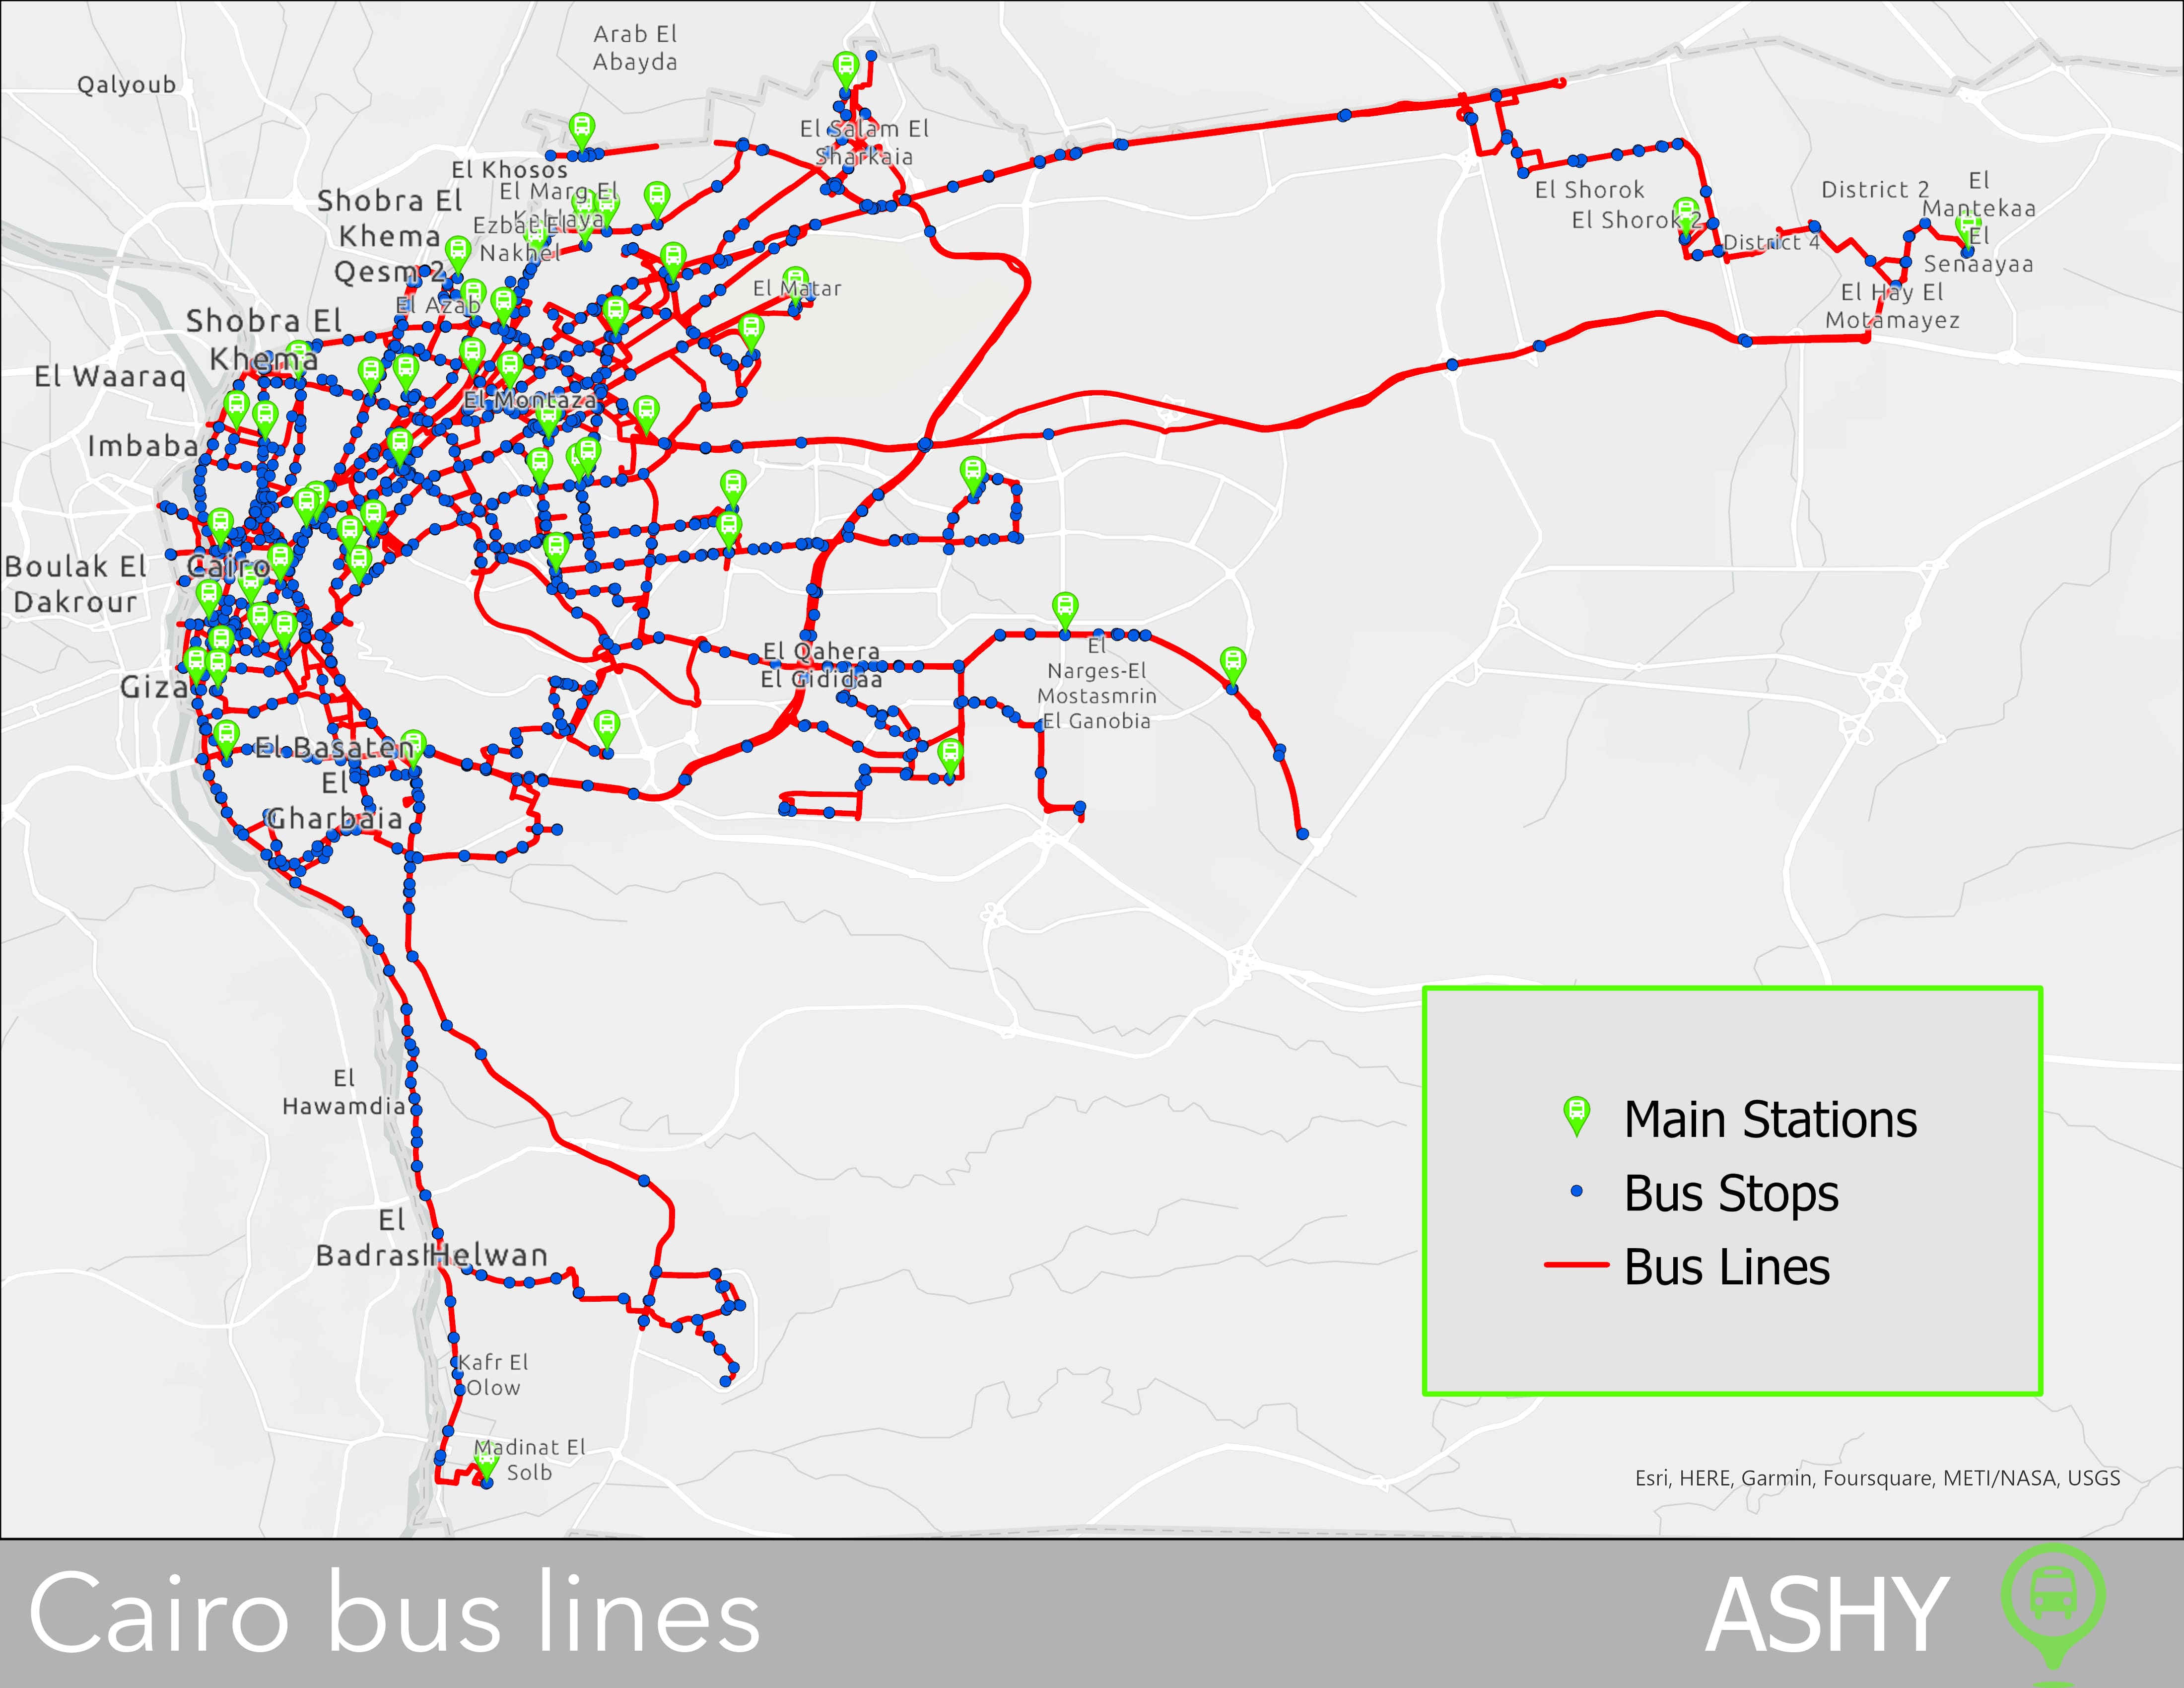 Arab El
Abayda
Qalyoub
El Salam El
Sharkaia
El Khosos
El Marg El
Ezbat El
Nakhel
Shobra El
Khema
Qesm 2
El Shorok
El Shorok 2
District 2
El
Mantekaa
El
Senaayaa
District 4
El Hay El
Motamayez
El Matar
El Azab
Shobra El
Khema
El Waaraq
El Montaza
Imbaba
Boulak El
Dakrour
Cairo
Giza
El Qahera
El Gididaa
El
Narges-El
Mostasmrin
El Ganobia
El Basaten
El
Gharbaia
El
Hawamdia
El
Helwan
Kafr El
Olow
Madinat El
Solb
Main Stations
Bus Stops
Bus Lines
Esri, HERE, Garmin, Foursquare, METI/NASA, USGS
Cairo bus lines
ASHY